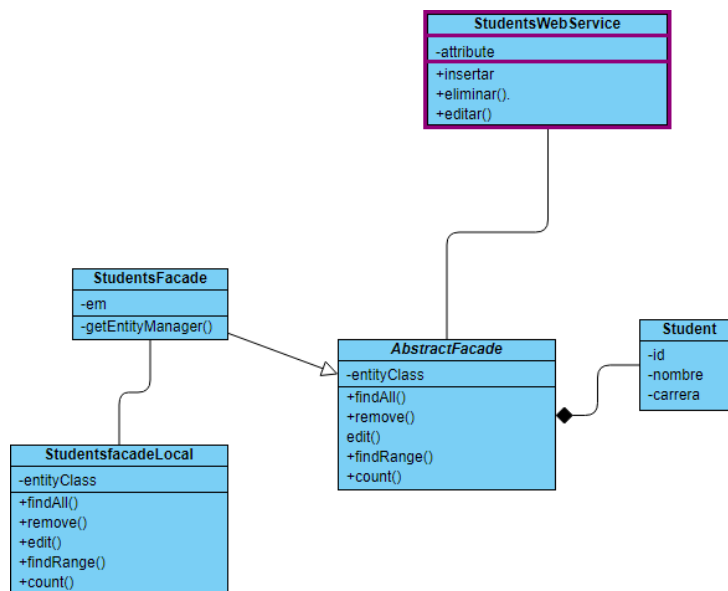 StudentsWebService
-attribute
+insertar
+eliminar().
+editar()
StudentsFacade
-em
-getEntityManager()
AbstractFacade
-entityClass
+findAll()
+remove()
edit()
+findRange()
+count()
Student
-id
-nombre
-carrera
StudentsfacadeLocal
-entityClass
+findAll()
+remove()
+edit()
+findRange()
+count()